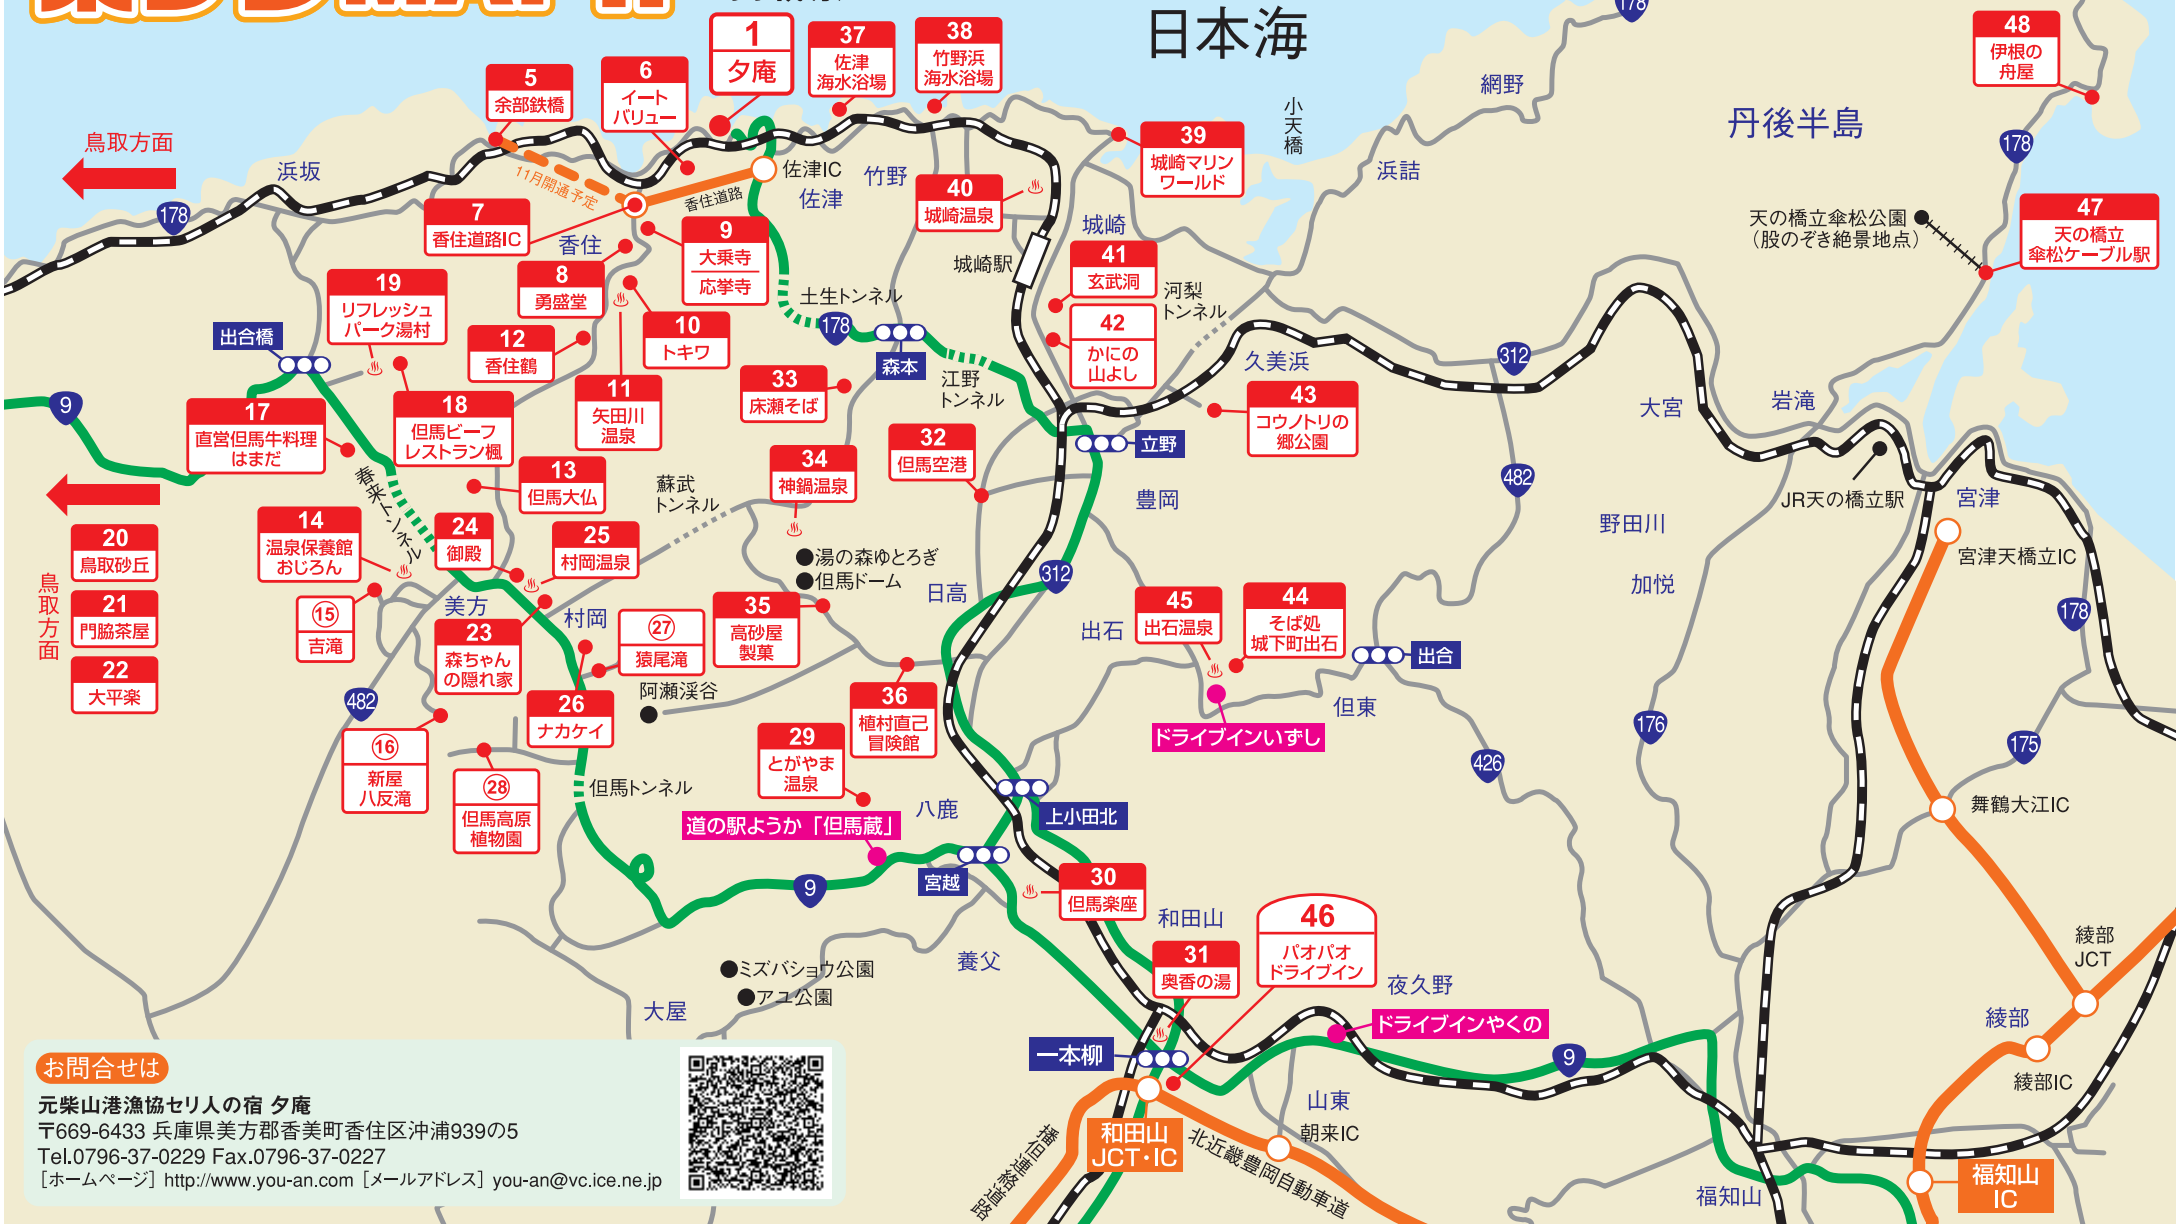 日本海
178
1
夕庵
37
佐津
海水浴場
38
竹野浜
海水浴場
48
伊根の
舟屋
5
余部鉄橋
6
イート
バリュー
網野
小天橋
丹後半島
鳥取方面
浜坂
11月開通予定
香住道路
佐津IC
佐津
竹野
39
城崎マリン
ワールド
浜詰
178
178
40
城崎温泉
城崎
天の橋立傘松公園
(股のぞき絶景地点)
47
天の橋立
傘松ケーブル駅
7
香住道路IC
香住
9
大乗寺
応挙寺
城崎駅
41
玄武洞
8
勇盛堂
19
リフレッシュ
パーク湯村
土生トンネル
178
河梨
トンネル
10
トキワ
42
かにの
山よし
出合橋
12
香住鶴
森本
久美浜
312
江野
トンネル
9
33
床瀬そば
11
矢田川
温泉
43
コウノトリの
郷公園
大宮
岩滝
17
直営但馬牛料理
はまだ
18
但馬ビーフ
レストラン楓
32
但馬空港
立野
春来トンネル
13
但馬大仏
蘇武
トンネル
34
神鍋温泉
豊岡
482
JR天の橋立駅
宮津
14
温泉保養館
おじろん
24
御殿
25
村岡温泉
野田川
宮津天橋立IC
20
鳥取砂丘
湯の森ゆとろぎ
但馬ドーム
312
鳥取方面
21
門脇茶屋
22
大平楽
15
吉滝
美方
村岡
27
猿尾滝
35
高砂屋
製菓
日高
出石
45
出石温泉
44
そば処
城下町出石
加悦
178
出合
23
森ちゃん
の隠れ家
482
阿瀬渓谷
26
ナカケイ
36
植村直己
冒険館
但東
ドライブインいずし
176
175
16
新屋
八反滝
28
但馬高原
植物園
29
とがやま
温泉
426
但馬トンネル
八鹿
上小田北
舞鶴大江IC
道の駅ようか「但馬蔵」
宮越
9
30
但馬楽座
和田山
46
パオパオ
ドライブイン
31
奥香の湯
夜久野
綾部
JCT
養父
ミズバショウ公園
アユ公園
大屋
ドライブインやくの
綾部
一本柳
9
綾部IC
山東
朝来IC
和田山
JCT・IC
播但連絡道路
北近畿豊岡自動車道
福知山
福知山
IC
お問合せは
元柴山港漁協セリ人の宿 夕庵
〒669-6433 兵庫県美方郡香美町香住区沖浦939の5
Tel.0796-37-0229 Fax.0796-37-0227
［ホームページ］http://www.you-an.com［メールアドレス］you-an@vc.ice.ne.jp